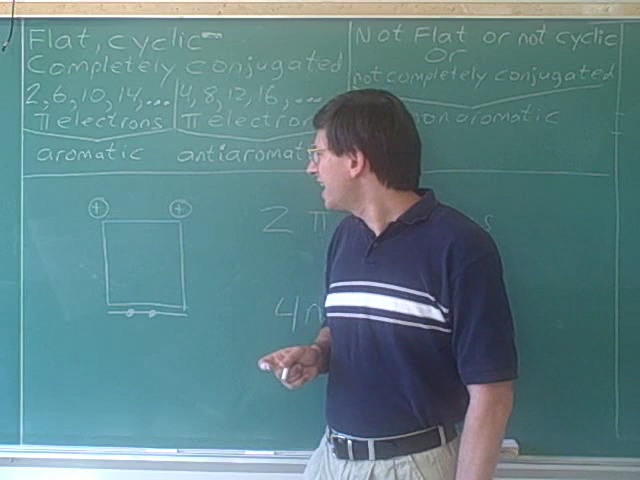 Flat, cyclic
Completely conjugated
2, 6, 10, 14, ... 4, 8, 12, 16, ...
π electrons π electron
aromatic antiaromat
Not Flat or not cyclic
or
not completely conjugated
nonaromatic
+ +
2 π s
4n